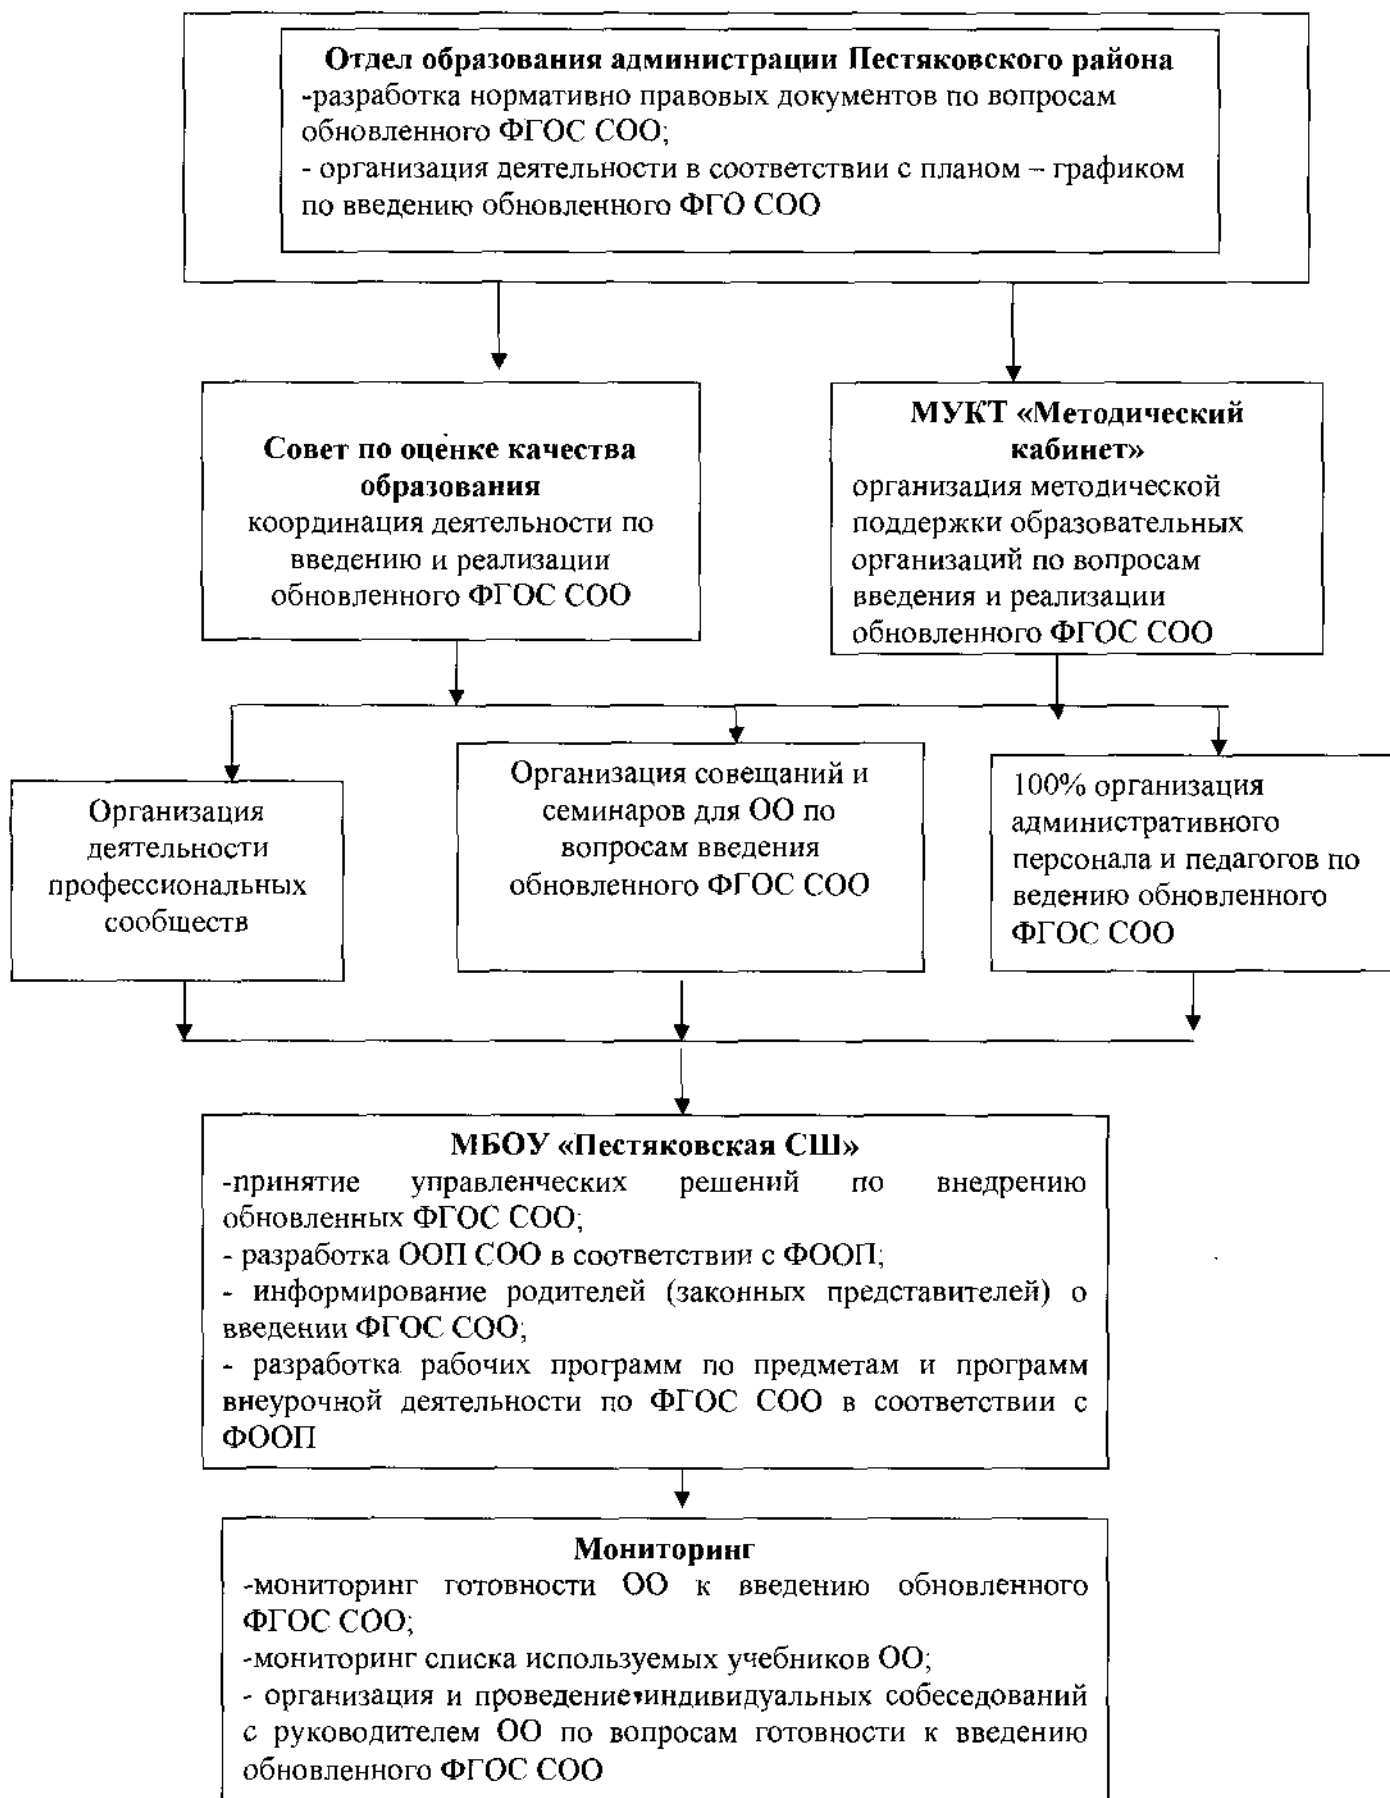 Отдел образования администрации Пестяковского района
-разработка нормативно правовых документов по вопросам
обновленного ФГОС СОО;
- организация деятельности в соответствии с планом – графиком
по введению обновленного ФГО СОО
Совет по оценке качества
образования
координация деятельности по
введению и реализации
обновленного ФГОС СОО
МУКТ «Методический
кабинет»
организация методической
поддержки образовательных
организаций по вопросам
введения и реализации
обновленного ФГОС СОО
Организация
деятельности
профессиональных
сообществ
Организация совещаний и
семинаров для ОО по
вопросам введения
обновленного ФГОС СОО
100% организация
административного
персонала и педагогов по
ведению обновленного
ФГОС СОО
МБОУ «Пестяковская СШ»
-принятие управленческих решений по внедрению
обновленных ФГОС СОО;
- разработка ООП СОО в соответствии с ФООП;
- информирование родителей (законных представителей) о
введении ФГОС СОО;
- разработка рабочих программ по предметам и программ
внеурочной деятельности по ФГОС СОО в соответствии с
ФООП
Мониторинг
-мониторинг готовности ОО к введению обновленного
ФГОС СОО;
-мониторинг списка используемых учебников ОО;
- организация и проведение индивидуальных собеседований
с руководителем ОО по вопросам готовности к введению
обновленного ФГОС СОО